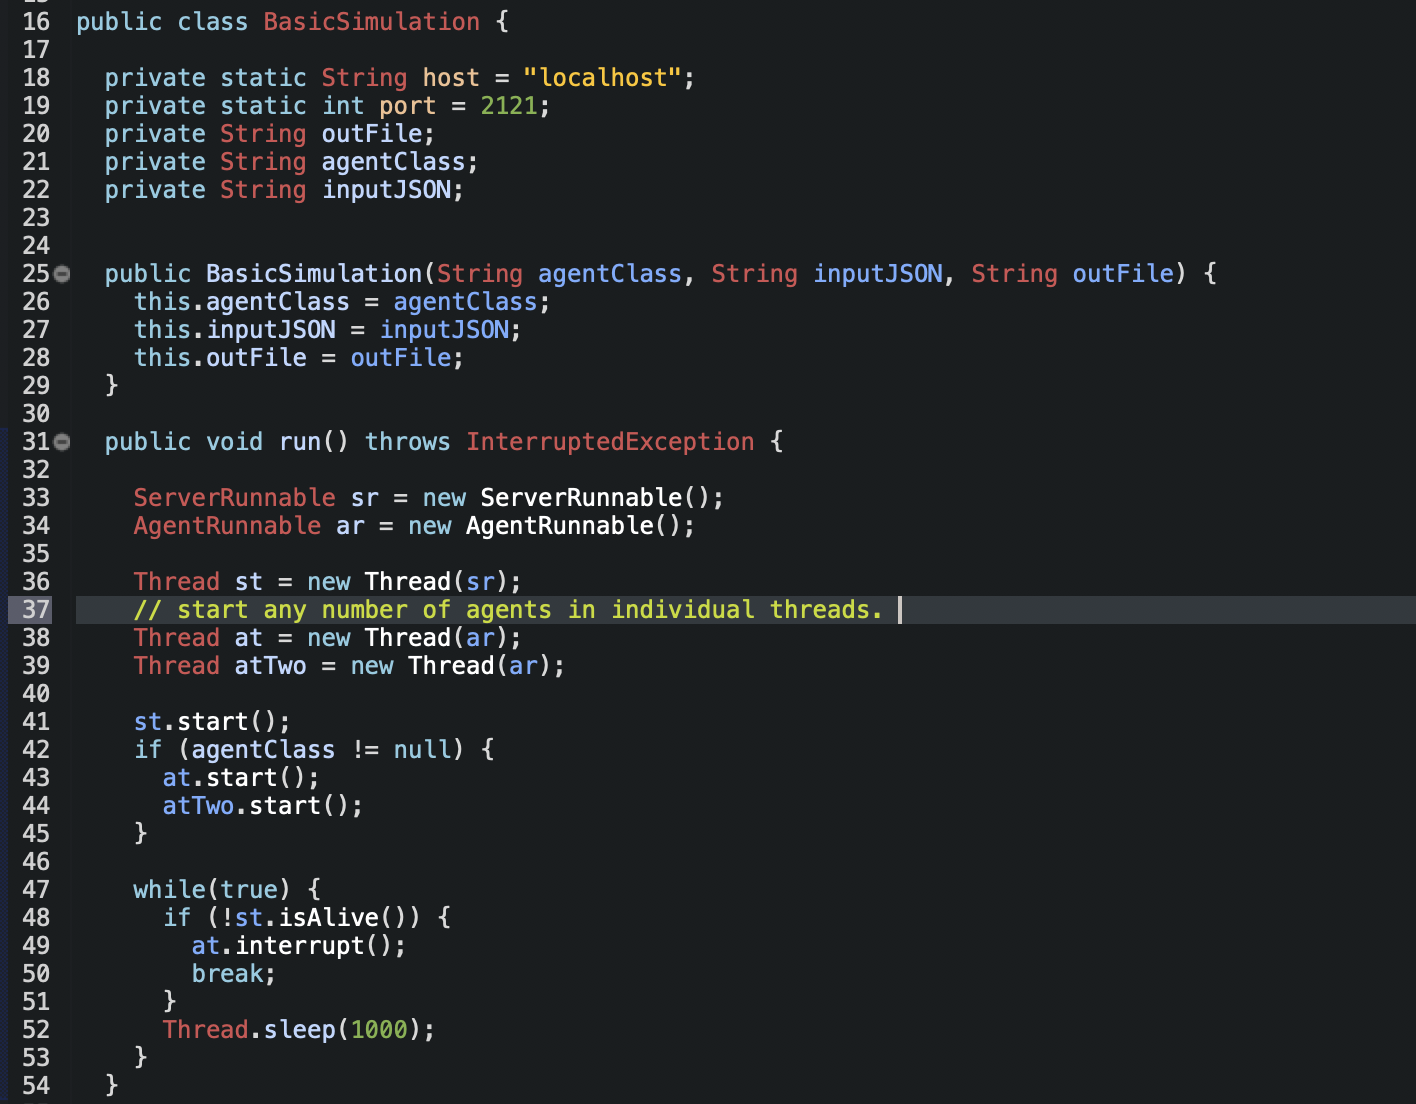 16 public class BasicSimulation {
17
18 private static String host = "localhost";
19 private static int port = 2121;
20 private String outFile;
21 private String agentClass;
22 private String inputJSON;
23
24
25 public BasicSimulation(String agentClass, String inputJSON, String outFile) {
26 this.agentClass = agentClass;
27 this.inputJSON = inputJSON;
28 this.outFile = outFile;
29 }
30
31 public void run() throws InterruptedException {
32
33 ServerRunnable sr = new ServerRunnable();
34 AgentRunnable ar = new AgentRunnable();
35
36 Thread st = new Thread(sr);
37 // start any number of agents in individual threads.
38 Thread at = new Thread(ar);
39 Thread atTwo = new Thread(ar);
40
41 st.start();
42 if (agentClass != null) {
43 at.start();
44 atTwo.start();
45 }
46
47 while(true) {
48 if (!st.isAlive()) {
49 at.interrupt();
50 break;
51 }
52 Thread.sleep(1000);
53 }
54 }